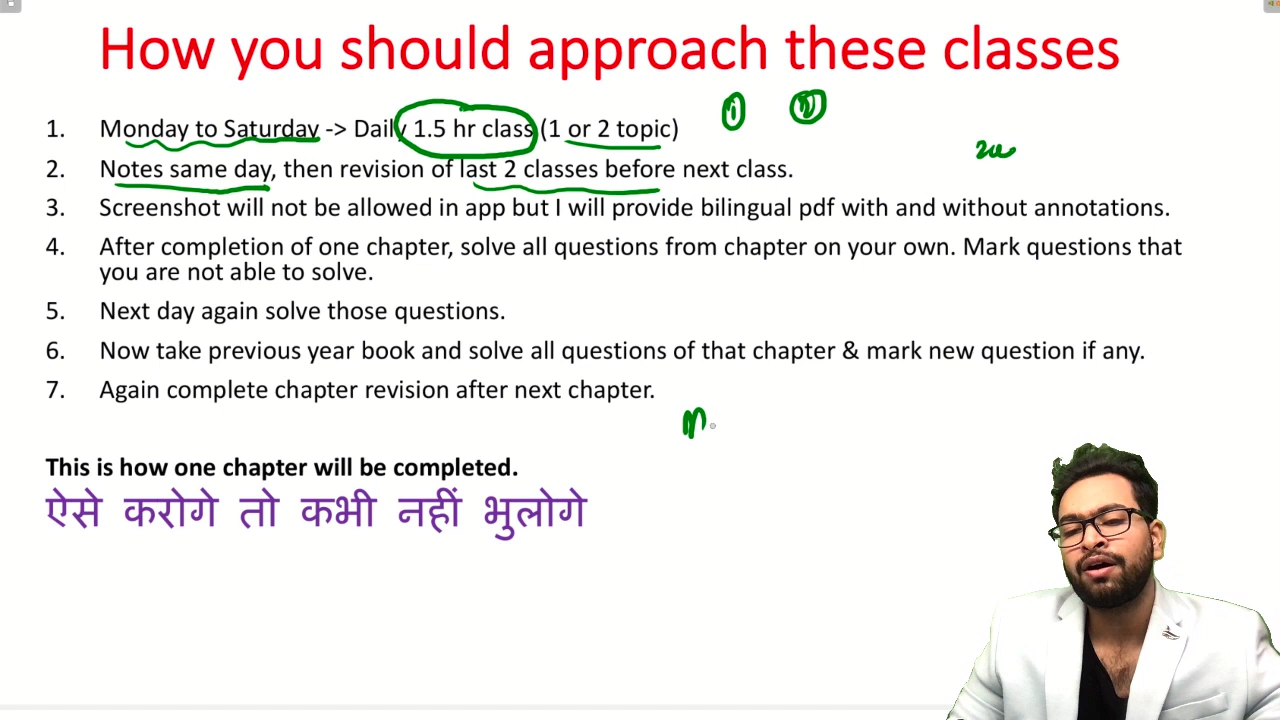 How you should approach these classes
1. Monday to Saturday -> Daily 1.5 hr class (1 or 2 topic)
2. Notes same day, then revision of last 2 classes before next class.
3. Screenshot will not be allowed in app but I will provide bilingual pdf with and without annotations.
4. After completion of one chapter, solve all questions from chapter on your own. Mark questions that
you are not able to solve.
5. Next day again solve those questions.
6. Now take previous year book and solve all questions of that chapter & mark new question if any.
7. Again complete chapter revision after next chapter.
This is how one chapter will be completed.
ऐसे करोगे तो कभी नहीं भुलोगे